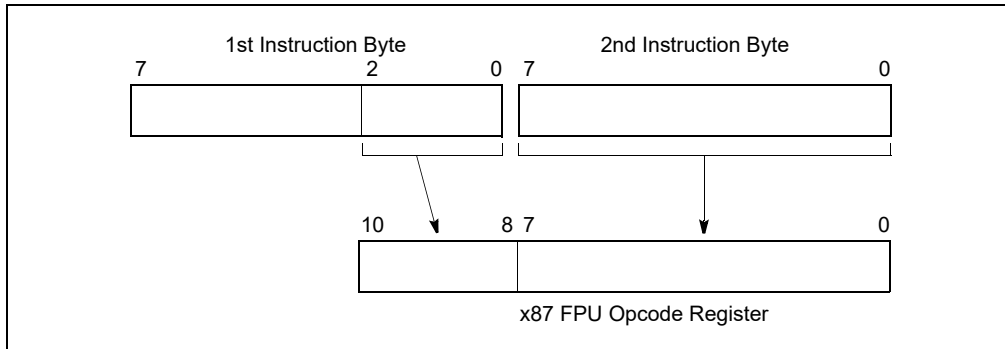 1st Instruction Byte 2nd Instruction Byte
7 2 0 7 0
10 8 7 0
x87 FPU Opcode Register